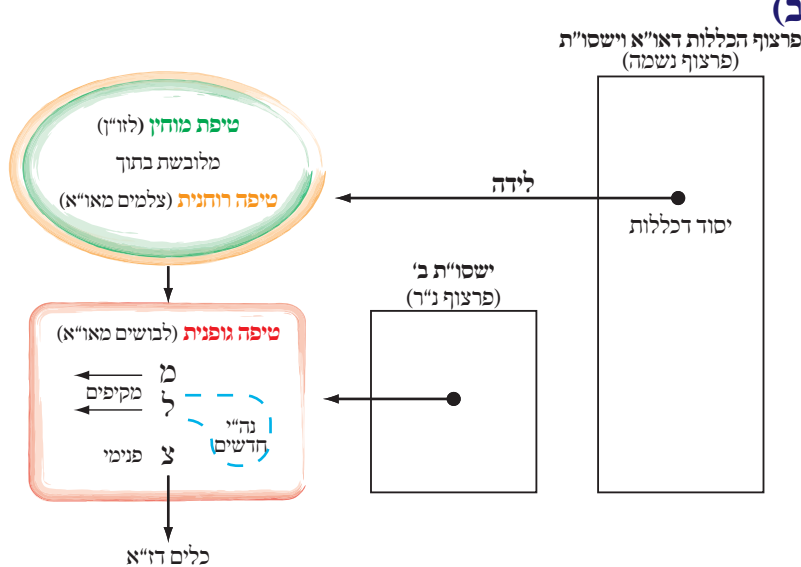 ב)
פרצוף הכללות דאו״א וישסו״ת
(פרצוף נשמה)
טיפת מוחין (לזו״ן)
מלובשת בתוך
טיפה רוחנית (צלמים מאו״א)
לידה
יסוד דכללות
ישסו״ת ב'
(פרצוף נ״ר)
טיפה גופנית (לבושים מאו״א)
מ
מקיפים
ל
נה״י
חדשים
צ פנימי
כלים דז״א